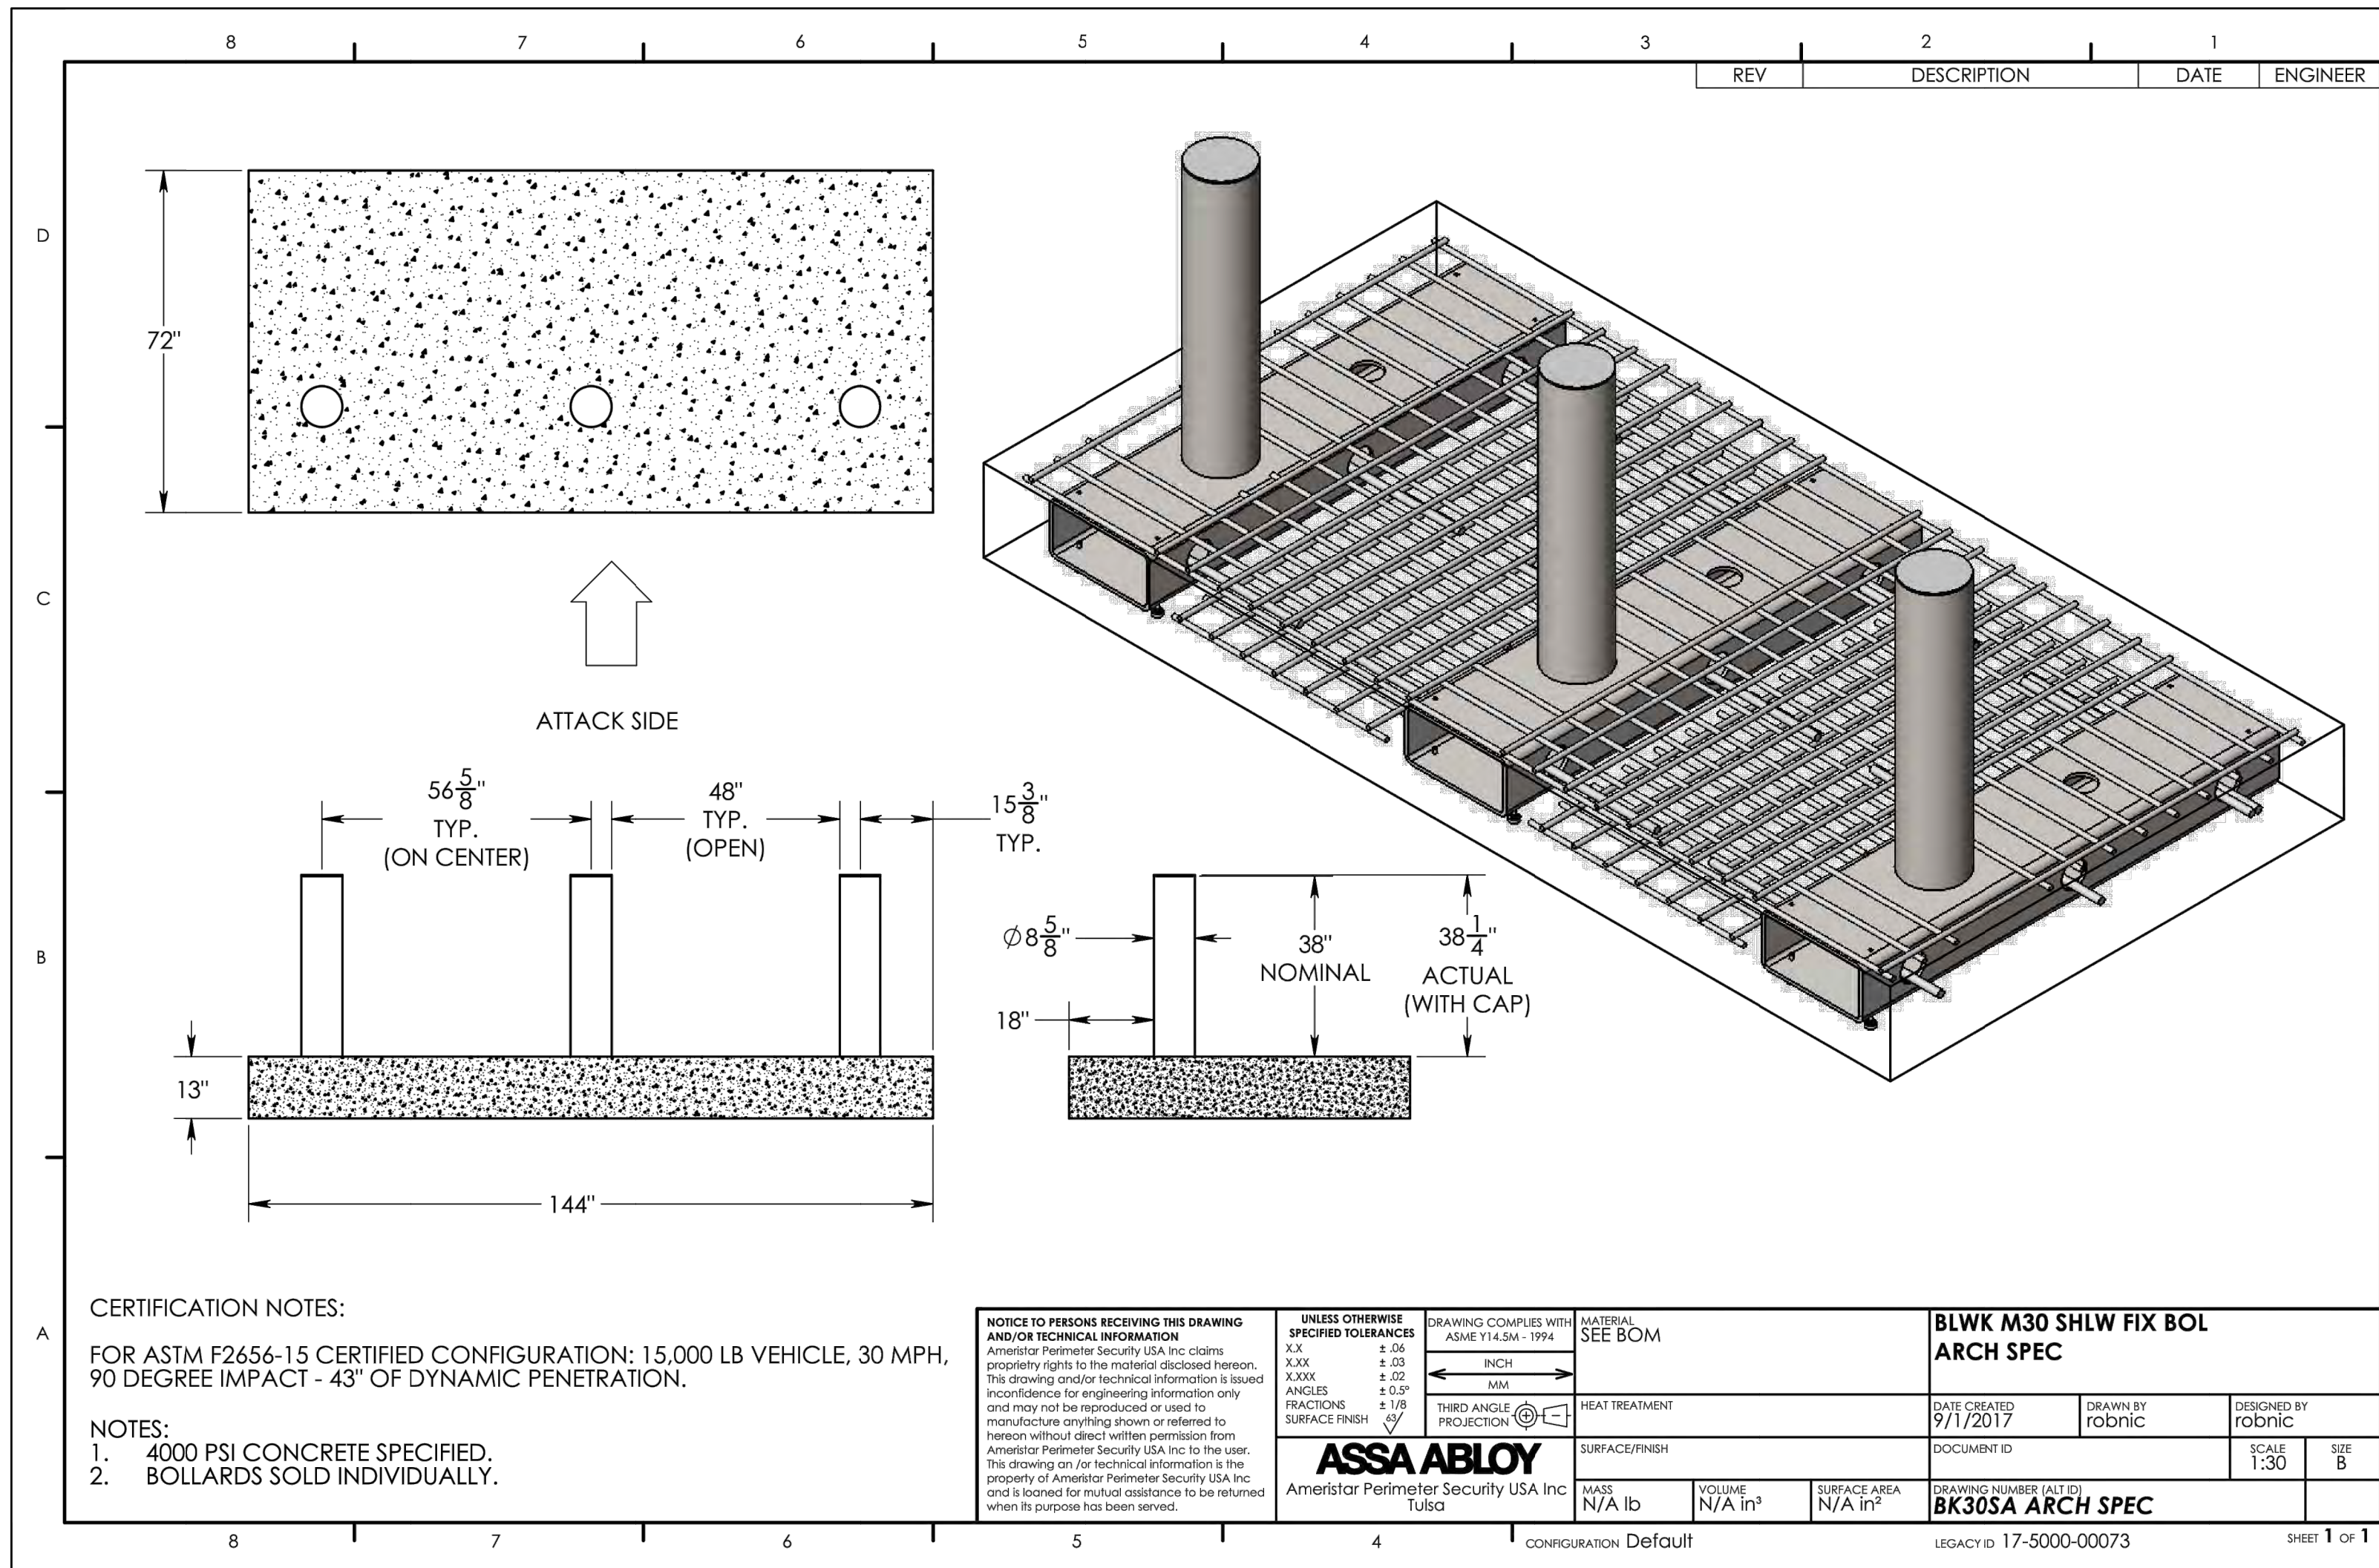 8 7 6 5 4 3 2 1
REV DESCRIPTION DATE ENGINEER
D
C
B
A
72"
ATTACK SIDE
56 5/8"
TYP.
(ON CENTER)
48"
TYP.
(OPEN)
15 3/8"
TYP.
13"
144"
Ø8 5/8"
18"
38"
NOMINAL
38 1/4"
ACTUAL
(WITH CAP)
CERTIFICATION NOTES:
FOR ASTM F2656-15 CERTIFIED CONFIGURATION: 15,000 LB VEHICLE, 30 MPH,
90 DEGREE IMPACT - 43" OF DYNAMIC PENETRATION.
NOTES:
1. 4000 PSI CONCRETE SPECIFIED.
2. BOLLARDS SOLD INDIVIDUALLY.
NOTICE TO PERSONS RECEIVING THIS DRAWING
AND/OR TECHNICAL INFORMATION
Ameristar Perimeter Security USA Inc claims
proprietry rights to the material disclosed hereon.
This drawing and/or technical information is issued
inconfidence for engineering information only
and may not be reproduced or used to
manufacture anything shown or referred to
hereon without direct written permission from
Ameristar Perimeter Security USA Inc to the user.
This drawing an /or technical information is the
property of Ameristar Perimeter Security USA Inc
and is loaned for mutual assistance to be returned
when its purpose has been served.
UNLESS OTHERWISE
SPECIFIED TOLERANCES
X.X ± .06
X.XX ± .03
X.XXX ± .02
ANGLES ± 0.5°
FRACTIONS ± 1/8
SURFACE FINISH 63
DRAWING COMPLIES WITH
ASME Y14.5M - 1994
INCH
MM
THIRD ANGLE
PROJECTION
ASSA ABLOY
Ameristar Perimeter Security USA Inc
Tulsa
MATERIAL
SEE BOM
HEAT TREATMENT
SURFACE/FINISH
MASS
N/A lb
VOLUME
N/A in³
SURFACE AREA
N/A in²
BLWK M30 SHLW FIX BOL
ARCH SPEC
DATE CREATED
9/1/2017
DRAWN BY
robnic
DESIGNED BY
robnic
DOCUMENT ID
SCALE
1:30
SIZE
B
DRAWING NUMBER (ALT ID)
BK30SA ARCH SPEC
8 7 6 5 4
CONFIGURATION Default
LEGACY ID 17-5000-00073
SHEET 1 OF 1